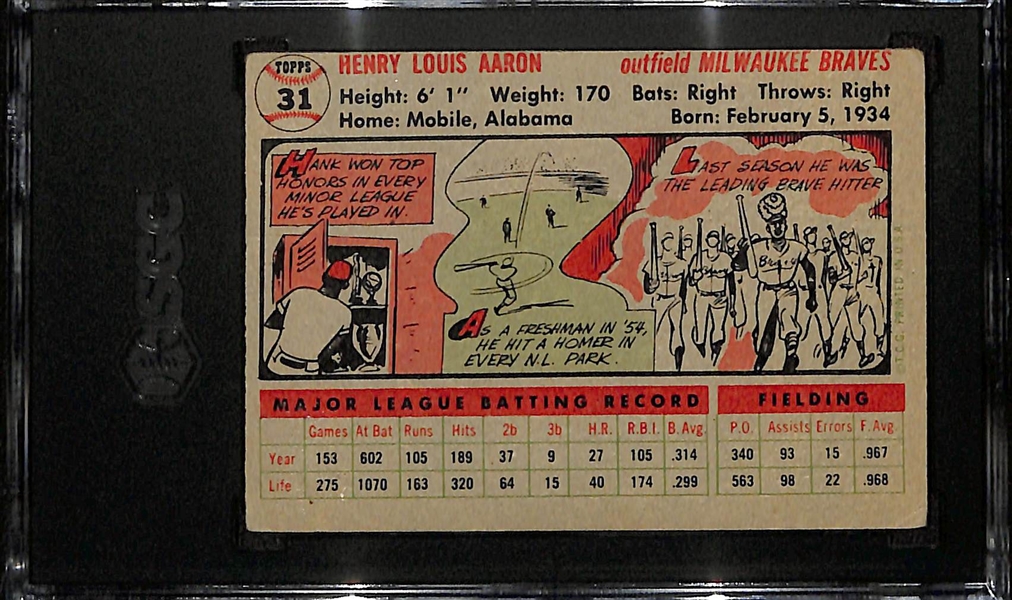 TOPPS
31
HENRY LOUIS AARON
outfield MILWAUKEE BRAVES
Height: 6' 1" Weight: 170 Bats: Right Throws: Right
Home: Mobile, Alabama
Born: February 5, 1934
HANK WON TOP
HONORS IN EVERY
MINOR LEAGUE
HE'S PLAYED IN.
AS A FRESHMAN IN '54,
HE HIT A HOMER IN
EVERY N.L. PARK.
LAST SEASON HE WAS
THE LEADING BRAVE HITTER
Braves
T.C.G. PRINTED IN U.S.A.
SGC
MAJOR LEAGUE BATTING RECORD
Games At Bat Runs Hits 2b 3b H.R. R.B.I. B.Avg.
Year 153 602 105 189 37 9 27 105 .314
Life 275 1070 163 320 64 15 40 174 .299
FIELDING
P.O. Assists Errors F.Avg.
340 93 15 .967
563 98 22 .968